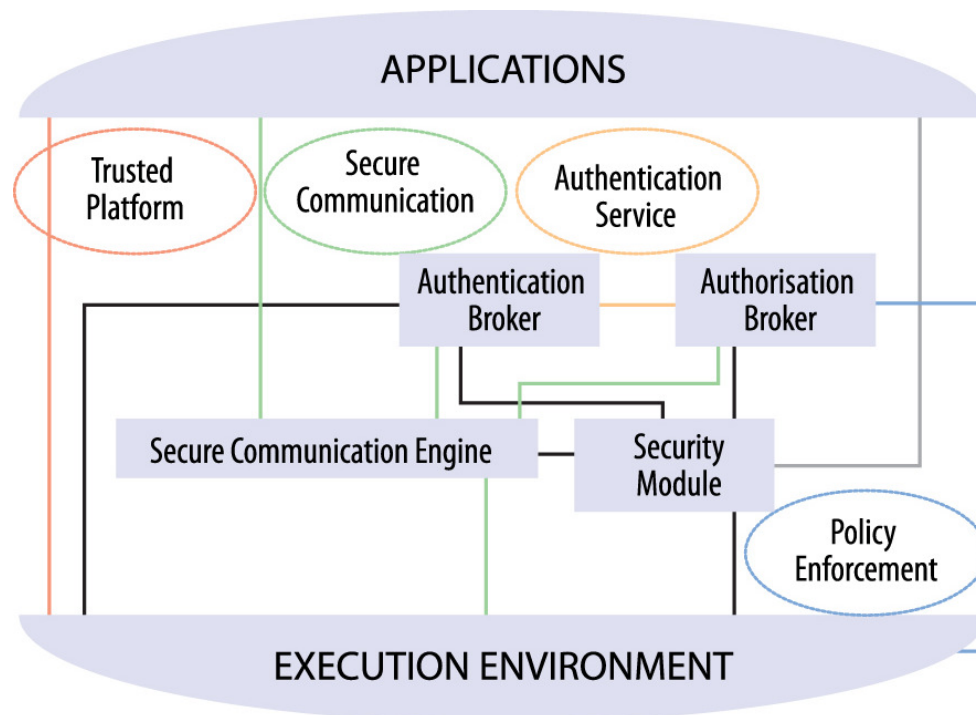 APPLICATIONS
Trusted
Platform
Secure
Communication
Authentication
Service
Authentication
Broker
Authorisation
Broker
Secure Communication Engine
Security
Module
Policy
Enforcement
EXECUTION ENVIRONMENT